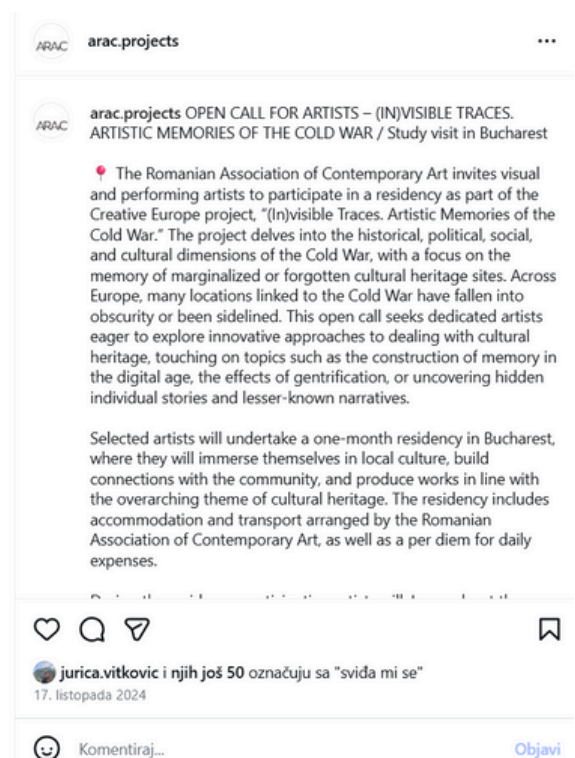 ARAC
arac.projects
ARAC
arac.projects OPEN CALL FOR ARTISTS – (IN)VISIBLE TRACES.
ARTISTIC MEMORIES OF THE COLD WAR / Study visit in Bucharest
📍 The Romanian Association of Contemporary Art invites visual
and performing artists to participate in a residency as part of the
Creative Europe project, "(In)visible Traces. Artistic Memories of the
Cold War." The project delves into the historical, political, social,
and cultural dimensions of the Cold War, with a focus on the
memory of marginalized or forgotten cultural heritage sites. Across
Europe, many locations linked to the Cold War have fallen into
obscurity or been sidelined. This open call seeks dedicated artists
eager to explore innovative approaches to dealing with cultural
heritage, touching on topics such as the construction of memory in
the digital age, the effects of gentrification, or uncovering hidden
individual stories and lesser-known narratives.
Selected artists will undertake a one-month residency in Bucharest,
where they will immerse themselves in local culture, build
connections with the community, and produce works in line with
the overarching theme of cultural heritage. The residency includes
accommodation and transport arranged by the Romanian
Association of Contemporary Art, as well as a per diem for daily
expenses.
jurica.vitkovic i njih još 50 označuju sa "sviđa mi se"
17. listopada 2024
Komentiraj...
Objavi